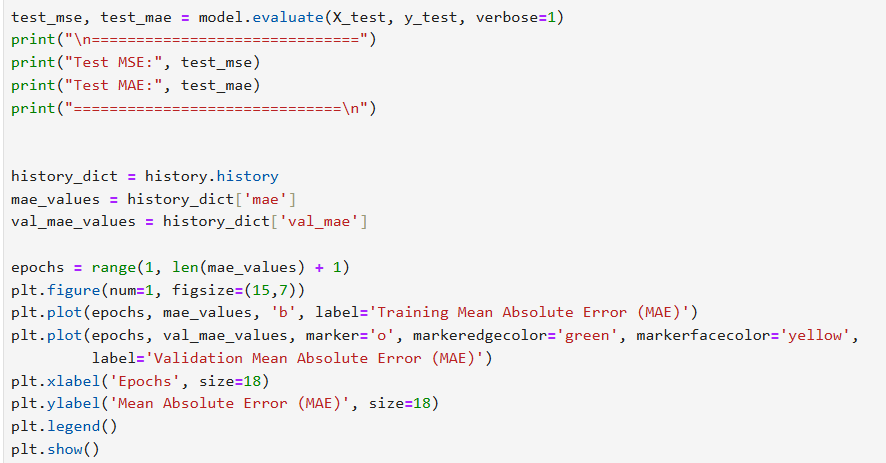 test_mse, test_mae = model.evaluate(X_test, y_test, verbose=1)
print("\n==============================")
print("Test MSE:", test_mse)
print("Test MAE:", test_mae)
print("==============================\n")
history_dict = history.history
mae_values = history_dict['mae']
val_mae_values = history_dict['val_mae']
epochs = range(1, len(mae_values) + 1)
plt.figure(num=1, figsize=(15,7))
plt.plot(epochs, mae_values, 'b', label='Training Mean Absolute Error (MAE)')
plt.plot(epochs, val_mae_values, marker='o', markeredgecolor='green', markerfacecolor='yellow',
         label='Validation Mean Absolute Error (MAE)')
plt.xlabel('Epochs', size=18)
plt.ylabel('Mean Absolute Error (MAE)', size=18)
plt.legend()
plt.show()